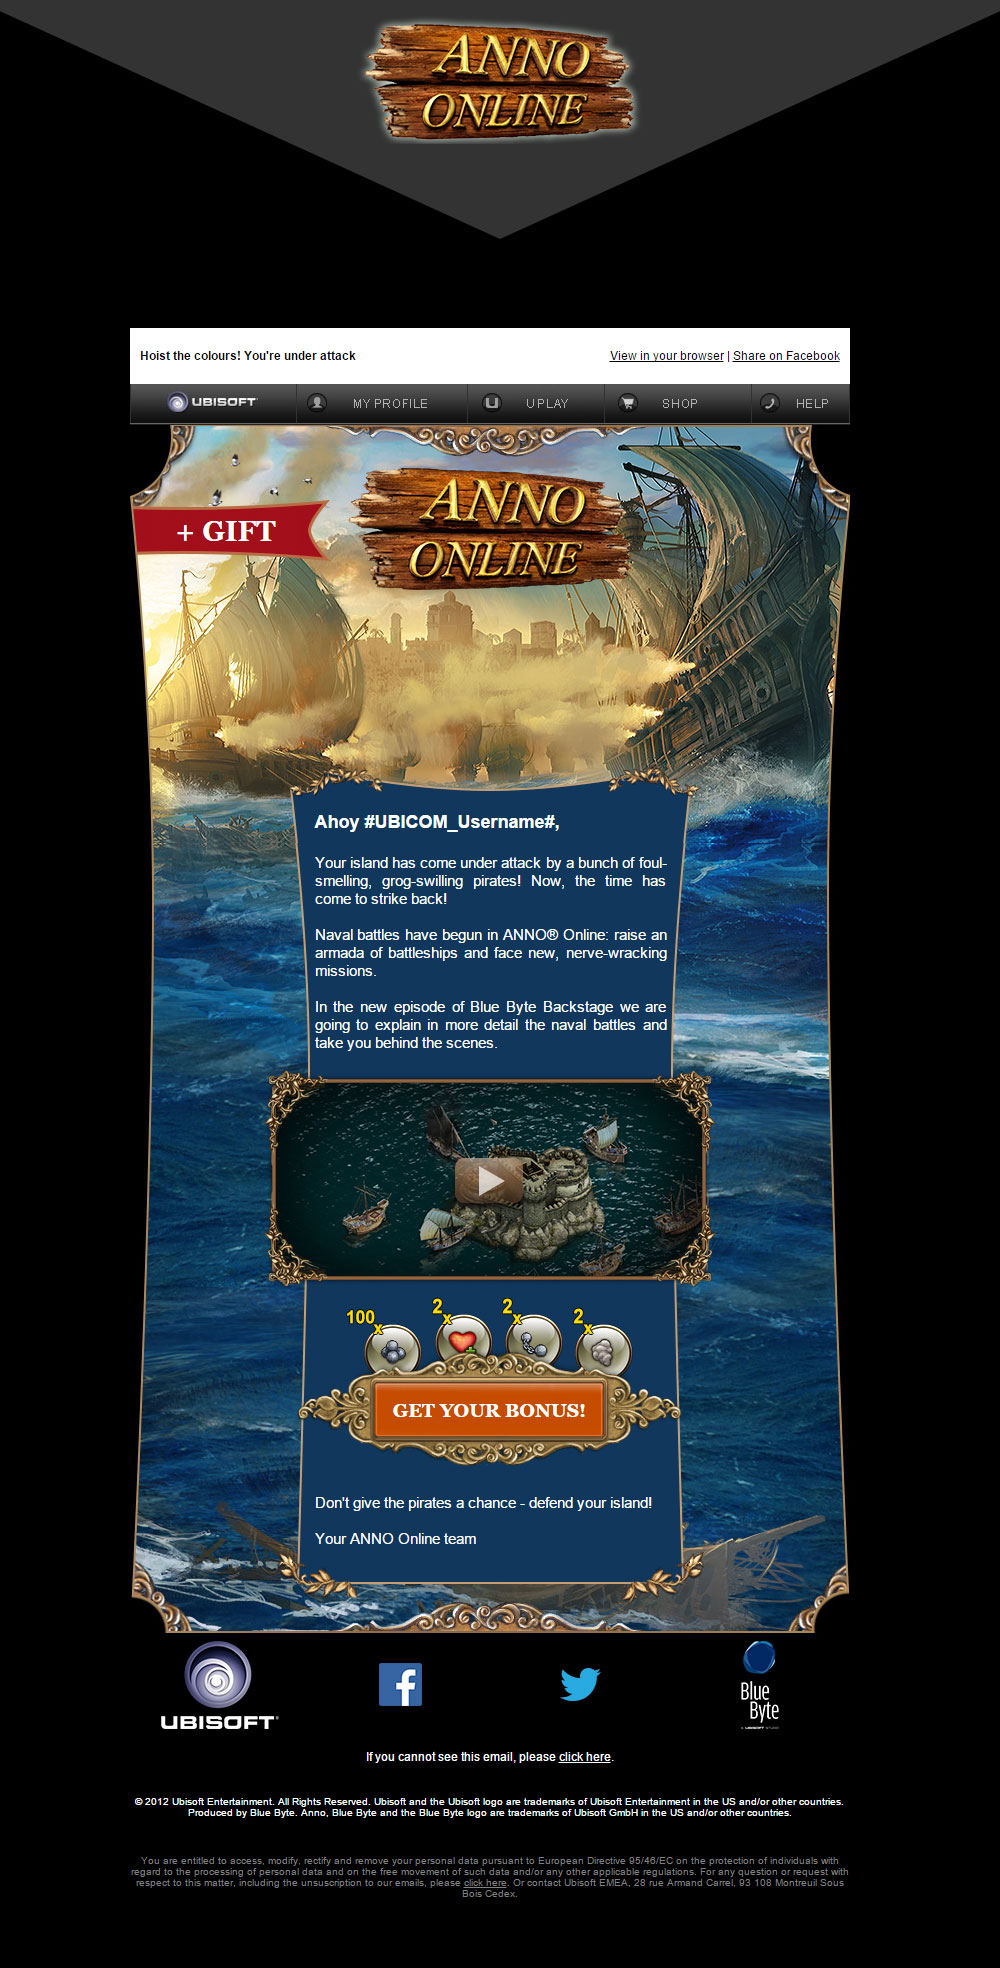 ANNO
ONLINE
Hoist the colours! You're under attack
View in your browser | Share on Facebook
UBISOFT
MY PROFILE
UPLAY
SHOP
HELP
+ GIFT
ANNO
ONLINE
Ahoy #UBICOM_Username#,
Your island has come under attack by a bunch of foul-
smelling, grog-swilling pirates! Now, the time has
come to strike back!
Naval battles have begun in ANNO® Online: raise an
armada of battleships and face new, nerve-wracking
missions.
In the new episode of Blue Byte Backstage we are
going to explain in more detail the naval battles and
take you behind the scenes.
100x
2x
2x
2x
GET YOUR BONUS!
Don't give the pirates a chance - defend your island!
Your ANNO Online team
UBISOFT®
Blue
Byte
A UBISOFT STUDIO
If you cannot see this email, please click here.
© 2012 Ubisoft Entertainment. All Rights Reserved. Ubisoft and the Ubisoft logo are trademarks of Ubisoft Entertainment in the US and/or other countries.
Produced by Blue Byte. Anno, Blue Byte and the Blue Byte logo are trademarks of Ubisoft GmbH in the US and/or other countries.
You are entitled to access, modify, rectify and remove your personal data pursuant to European Directive 95/46/EC on the protection of individuals with
regard to the processing of personal data and on the free movement of such data and/or any other applicable regulations. For any question or request with
respect to this matter, including the unsuscription to our emails, please click here. Or contact Ubisoft EMEA, 28 rue Armand Carrel, 93 108 Montreuil Sous
Bois Cedex.